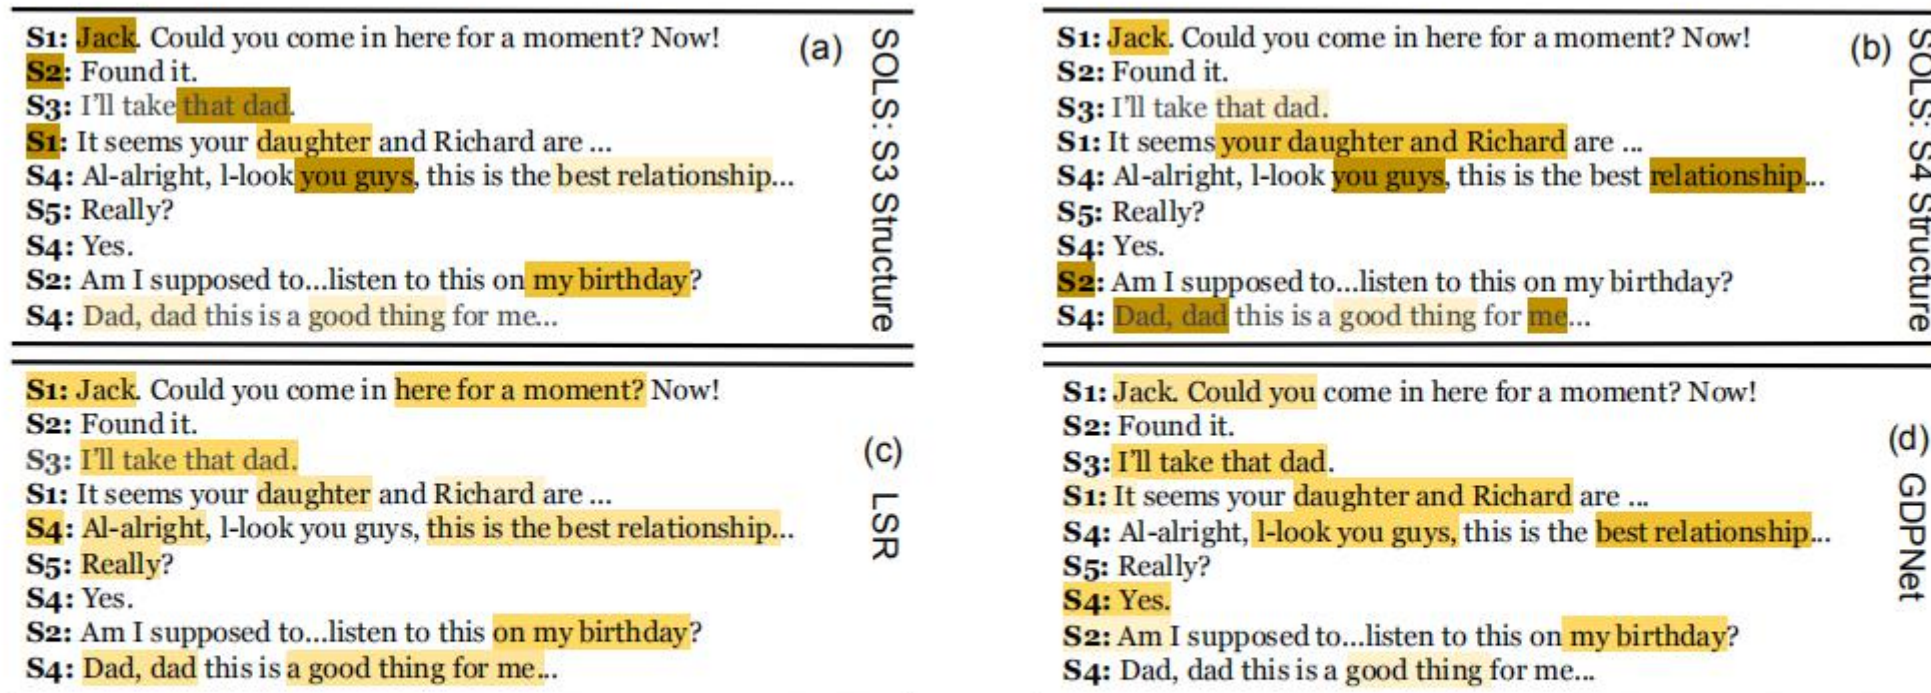 S1: Jack. Could you come in here for a moment? Now!
S2: Found it.
S3: I'll take that dad.
S1: It seems your daughter and Richard are ...
S4: Al-alright, l-look you guys, this is the best relationship...
S5: Really?
S4: Yes.
S2: Am I supposed to...listen to this on my birthday?
S4: Dad, dad this is a good thing for me...
(a)
SOLS: S3 Structure
S1: Jack. Could you come in here for a moment? Now!
S2: Found it.
S3: I'll take that dad.
S1: It seems your daughter and Richard are ...
S4: Al-alright, l-look you guys, this is the best relationship...
S5: Really?
S4: Yes.
S2: Am I supposed to...listen to this on my birthday?
S4: Dad, dad this is a good thing for me...
(b)
SOLS: S4 Structure
S1: Jack. Could you come in here for a moment? Now!
S2: Found it.
S3: I'll take that dad.
S1: It seems your daughter and Richard are ...
S4: Al-alright, l-look you guys, this is the best relationship...
S5: Really?
S4: Yes.
S2: Am I supposed to...listen to this on my birthday?
S4: Dad, dad this is a good thing for me...
(c)
LSR
S1: Jack. Could you come in here for a moment? Now!
S2: Found it.
S3: I'll take that dad.
S1: It seems your daughter and Richard are ...
S4: Al-alright, l-look you guys, this is the best relationship...
S5: Really?
S4: Yes.
S2: Am I supposed to...listen to this on my birthday?
S4: Dad, dad this is a good thing for me...
(d)
GDPNet